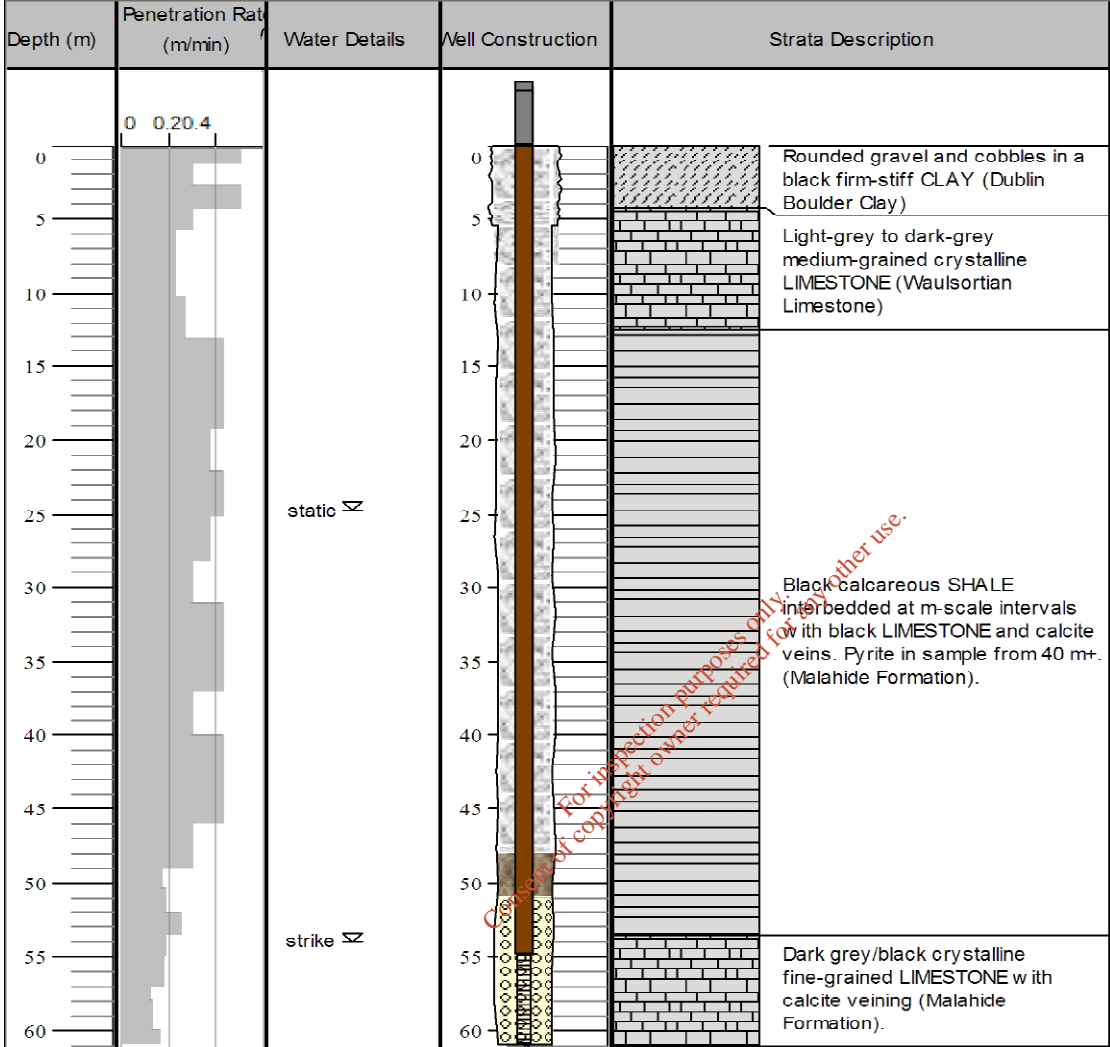 Depth (m)
Penetration Rate
(m/min)
Water Details
Well Construction
Strata Description
0 0.2 0.4
0
5
10
15
20
25
30
35
40
45
50
55
60
static
strike
0
5
10
15
20
25
30
35
40
45
50
55
60
Rounded gravel and cobbles in a
black firm-stiff CLAY (Dublin
Boulder Clay)
Light-grey to dark-grey
medium-grained crystalline
LIMESTONE (Waulsortian
Limestone)
Black calcareous SHALE
interbedded at m-scale intervals
with black LIMESTONE and calcite
veins. Pyrite in sample from 40 m+.
(Malahide Formation).
Dark grey/black crystalline
fine-grained LIMESTONE with
calcite veining (Malahide
Formation).
For inspection purposes only.
Consent of copyright owner required for any other use.